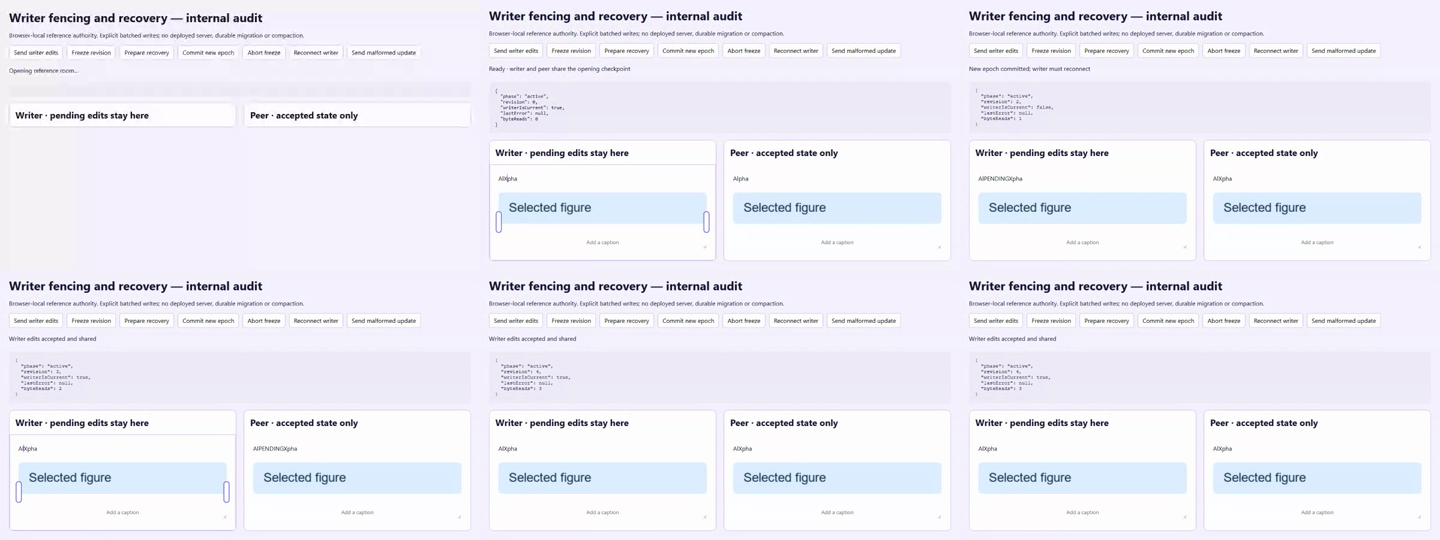 Writer fencing and recovery — internal audit
Browser-local reference authority. Explicit batched writes; no deployed server, durable migration or compaction.
Send writer edits Freeze revision Prepare recovery Commit new epoch Abort freeze Reconnect writer Send malformed update
Opening reference room...
Writer · pending edits stay here
Peer · accepted state only
Writer fencing and recovery — internal audit
Browser-local reference authority. Explicit batched writes; no deployed server, durable migration or compaction.
Send writer edits Freeze revision Prepare recovery Commit new epoch Abort freeze Reconnect writer Send malformed update
Ready · writer and peer share the opening checkpoint
{
"phase": "active",
"revision": 0,
"writerIsCurrent": true,
"lastError": null,
"byteReads": 0
}
Writer · pending edits stay here
AlXpha
Selected figure
Add a caption
Peer · accepted state only
Alpha
Selected figure
Add a caption
Writer fencing and recovery — internal audit
Browser-local reference authority. Explicit batched writes; no deployed server, durable migration or compaction.
Send writer edits Freeze revision Prepare recovery Commit new epoch Abort freeze Reconnect writer Send malformed update
New epoch committed; writer must reconnect
{
"phase": "active",
"revision": 2,
"writerIsCurrent": false,
"lastError": null,
"byteReads": 1
}
Writer · pending edits stay here
AlPENDINGXpha
Selected figure
Add a caption
Peer · accepted state only
AlXpha
Selected figure
Add a caption
Writer fencing and recovery — internal audit
Browser-local reference authority. Explicit batched writes; no deployed server, durable migration or compaction.
Send writer edits Freeze revision Prepare recovery Commit new epoch Abort freeze Reconnect writer Send malformed update
Writer edits accepted and shared
{
"phase": "active",
"revision":
"writerIsCurrent": true,
"lastError": null,
"byteReads": 2
}
Writer · pending edits stay here
AlXpha
Selected figure
Add a caption
Peer · accepted state only
AlPENDINGXpha
Selected figure
Add a caption
Writer fencing and recovery — internal audit
Browser-local reference authority. Explicit batched writes; no deployed server, durable migration or compaction.
Send writer edits Freeze revision Prepare recovery Commit new epoch Abort freeze Reconnect writer Send malformed update
Writer edits accepted and shared
{
"phase": "active",
"revision": 4,
"writerIsCurrent": true,
"lastError": null,
"byteReads": 3
}
Writer · pending edits stay here
AlXpha
Selected figure
Add a caption
Peer · accepted state only
AlXpha
Selected figure
Add a caption
Writer fencing and recovery — internal audit
Browser-local reference authority. Explicit batched writes; no deployed server, durable migration or compaction.
Send writer edits Freeze revision Prepare recovery Commit new epoch Abort freeze Reconnect writer Send malformed update
Writer edits accepted and shared
{
"phase": "active",
"revision": 4,
"writerIsCurrent": true,
"lastError": null,
"byteReads": 3
}
Writer · pending edits stay here
AlXpha
Selected figure
Add a caption
Peer · accepted state only
AlXpha
Selected figure
Add a caption